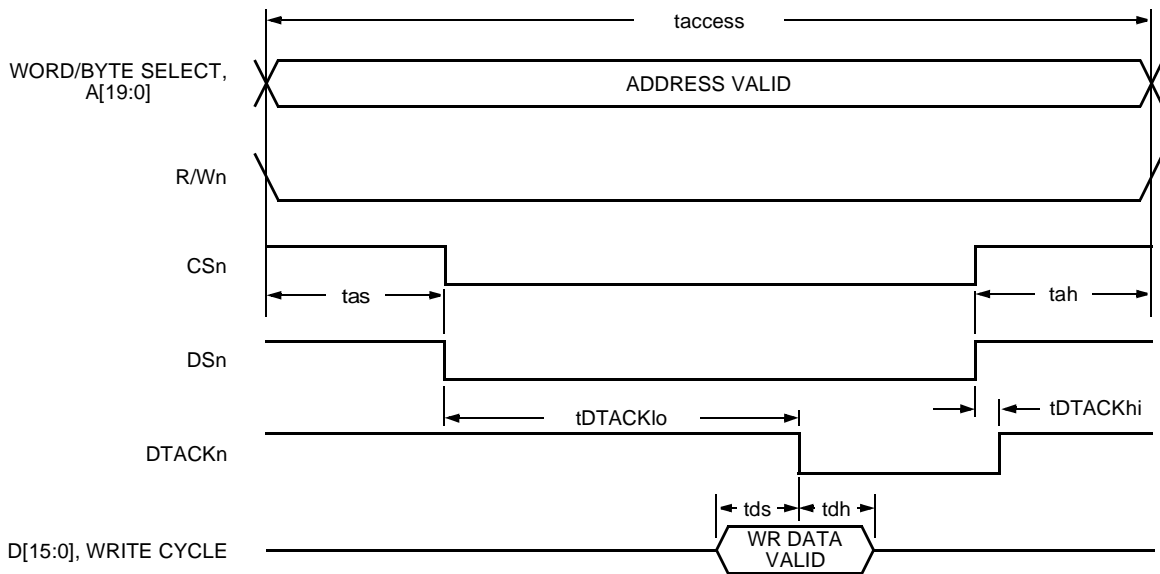 taccess
WORD/BYTE SELECT,
A[19:0]
ADDRESS VALID
R/Wn
CSn
tas
tah
DSn
tDTACKlo
tDTACKhi
DTACKn
tds
tdh
D[15:0], WRITE CYCLE
WR DATA
VALID